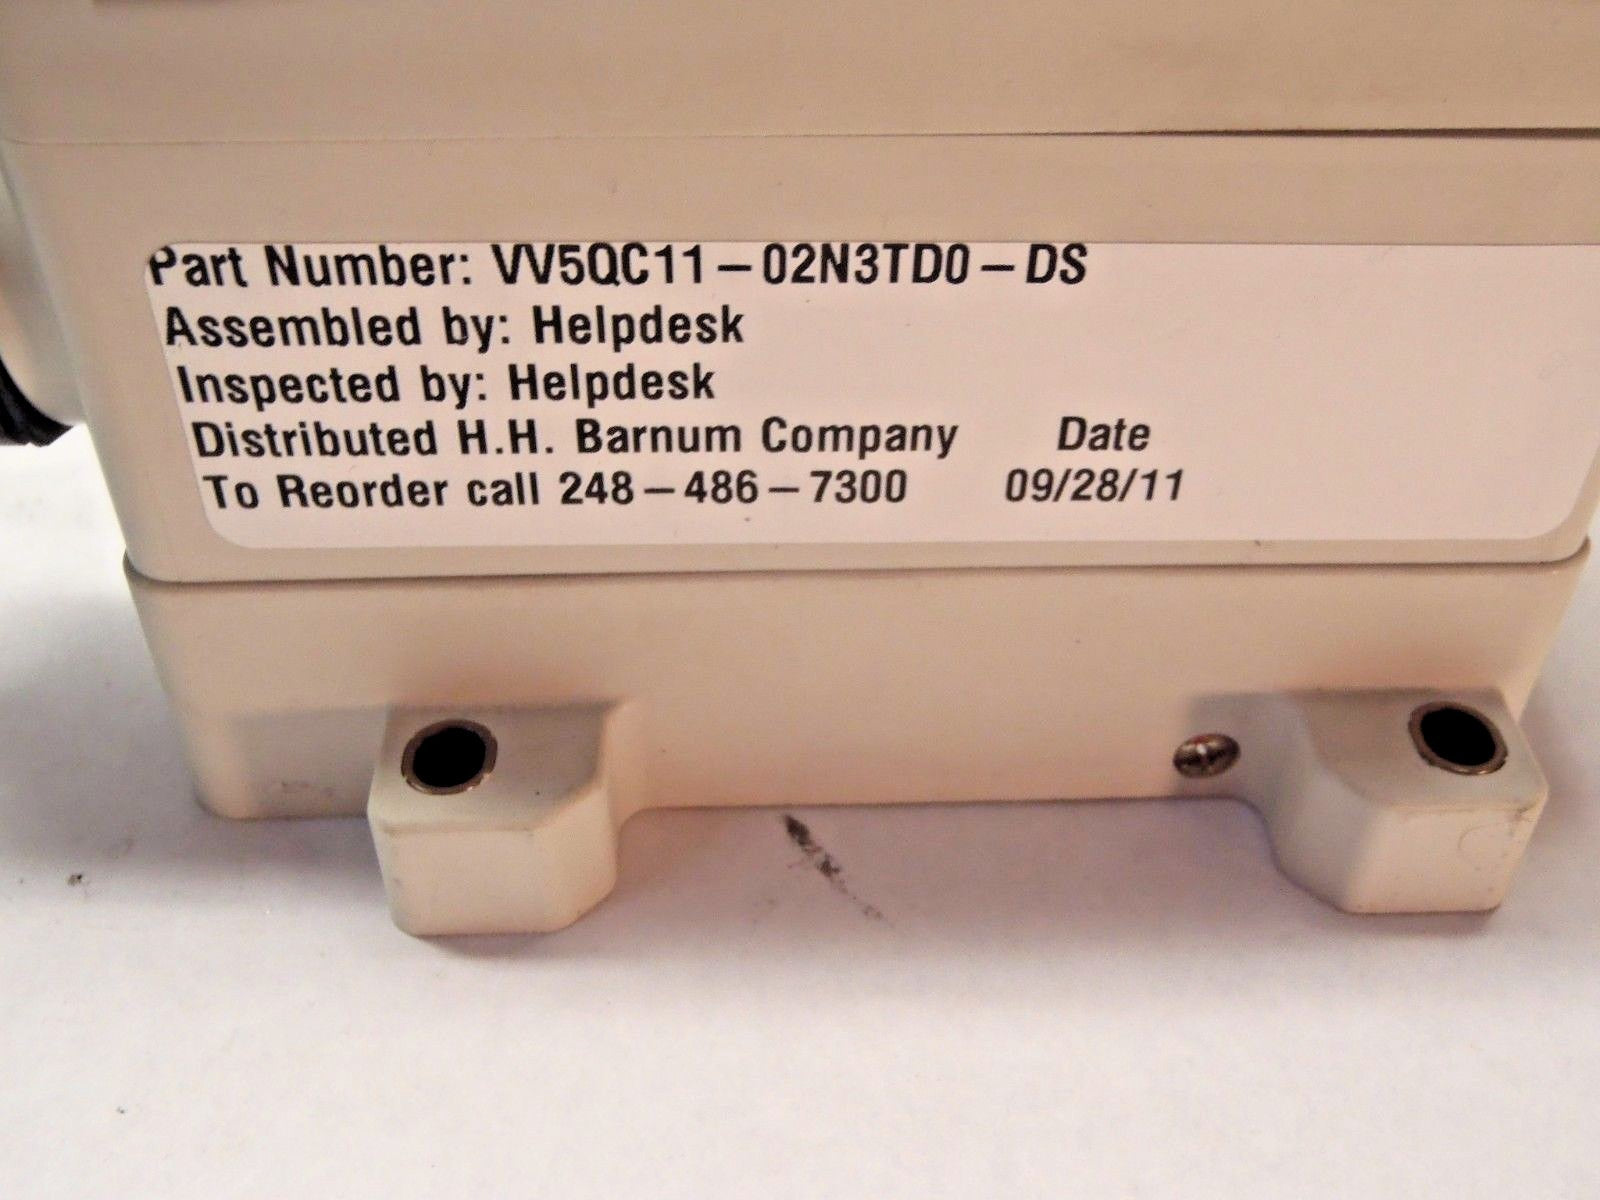 Part Number: VV5QC11-02N3TD0-DS
Assembled by: Helpdesk
Inspected by: Helpdesk
Distributed H.H. Barnum Company Date
To Reorder call 248-486-7300 09/28/11